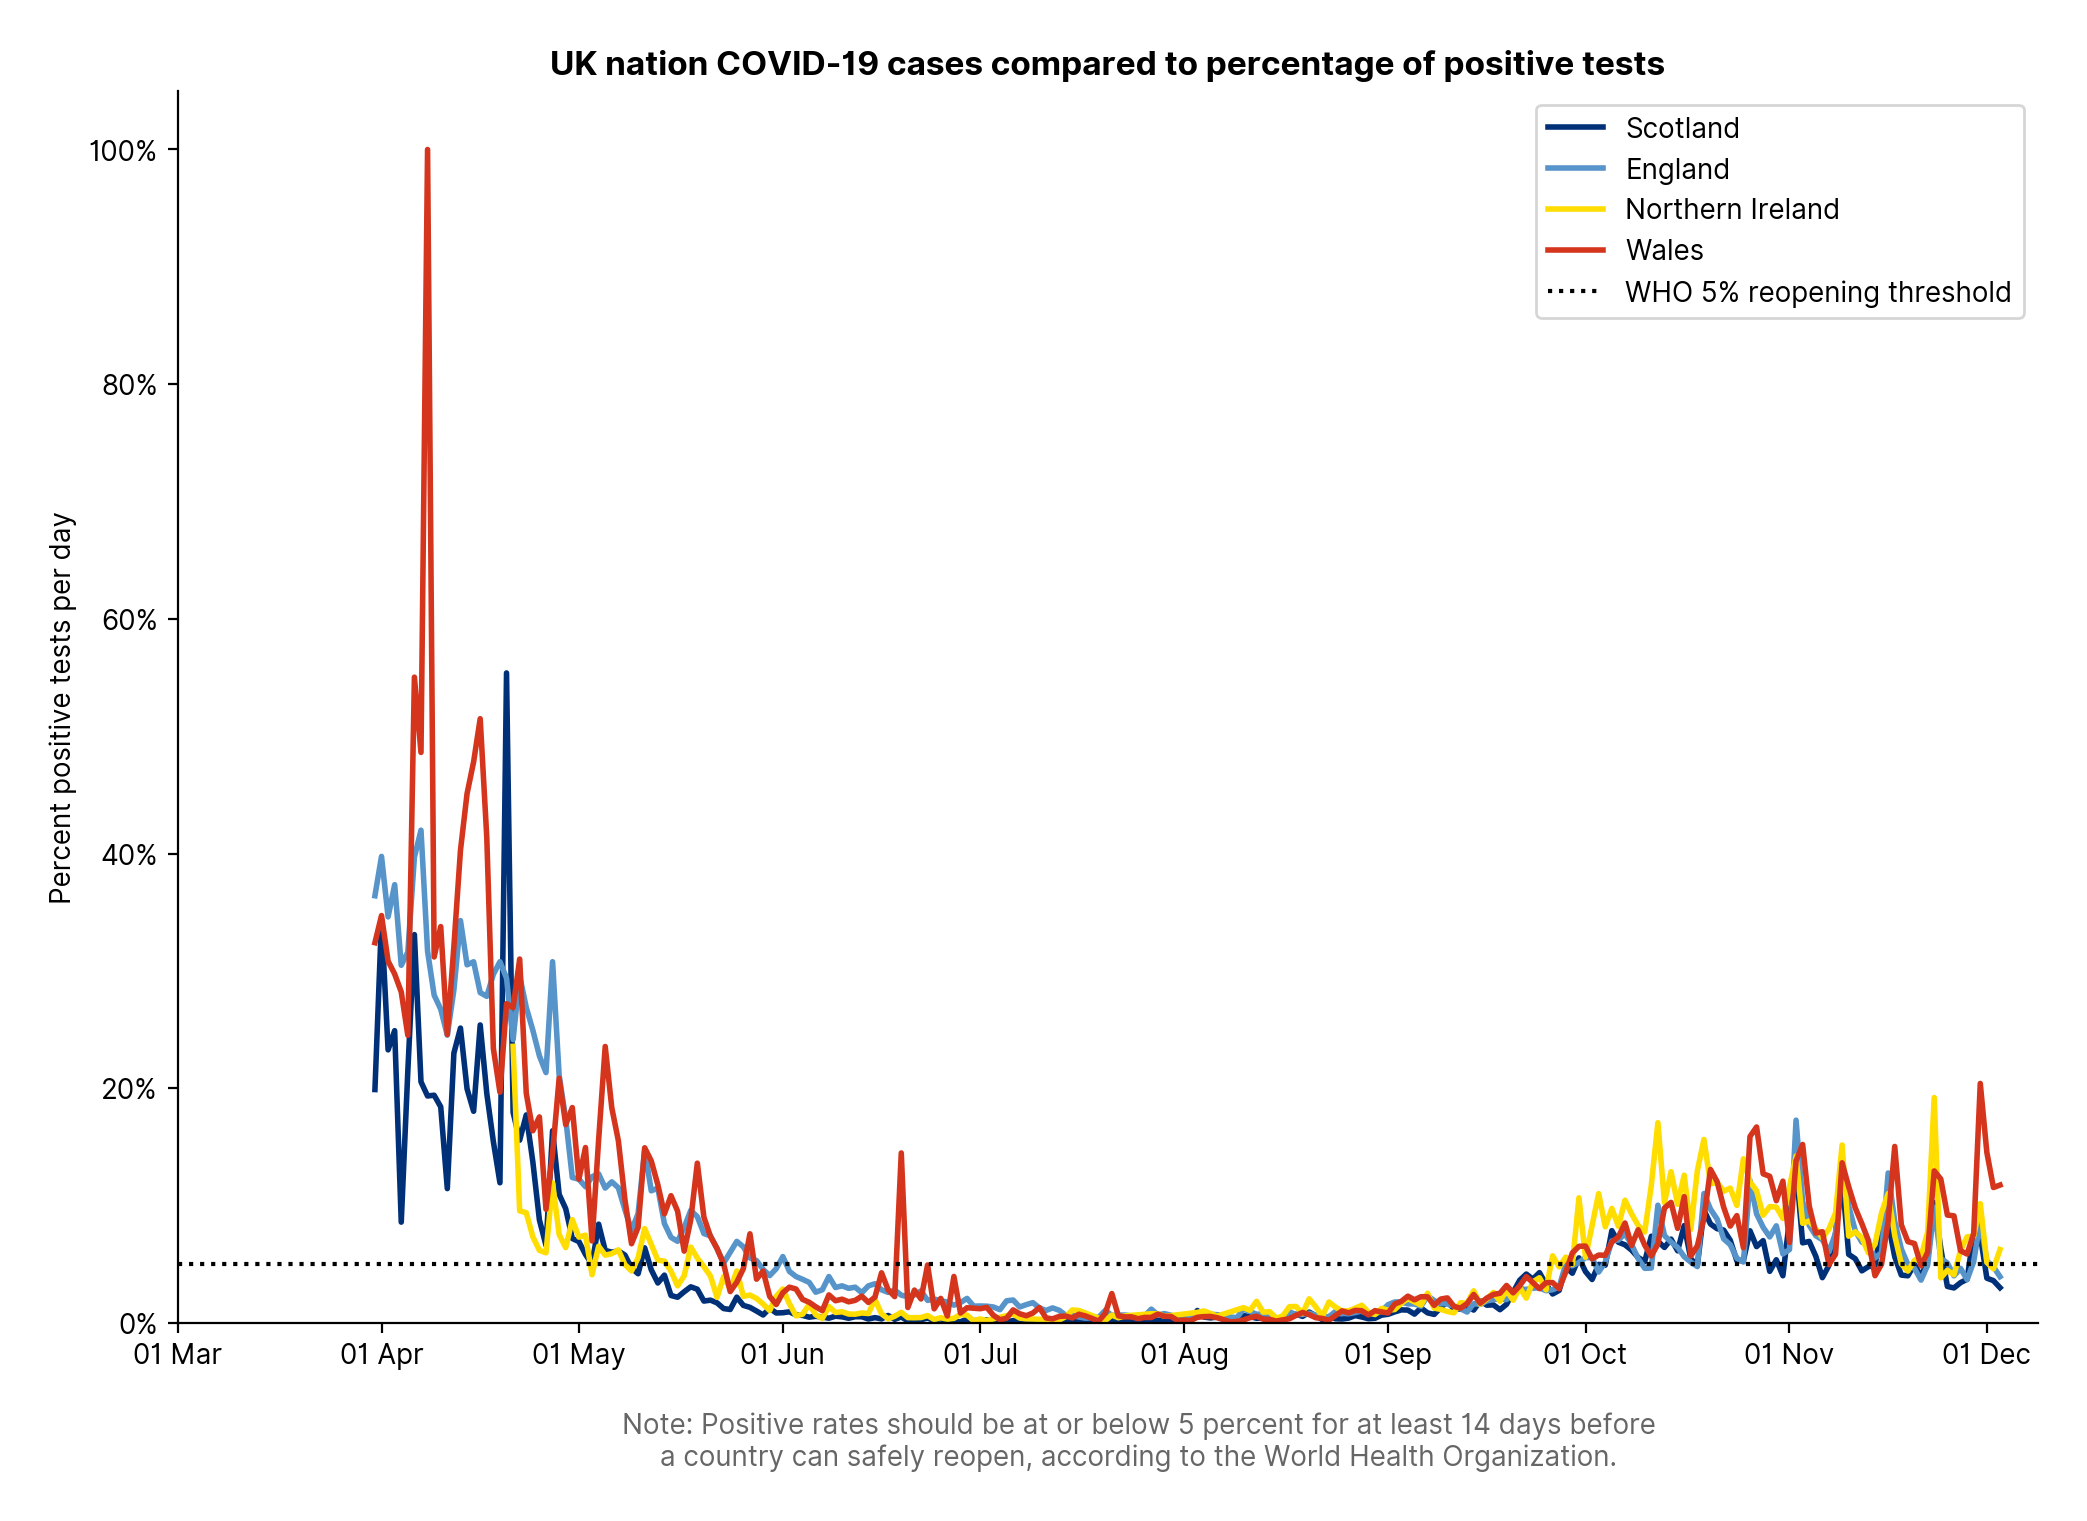 UK nation COVID-19 cases compared to percentage of positive tests
Scotland
England
Northern Ireland
Wales
WHO 5% reopening threshold
Percent positive tests per day
100%
80%
60%
40%
20%
0%
01 Mar
01 Apr
01 May
01 Jun
01 Jul
01 Aug
01 Sep
01 Oct
01 Nov
01 Dec
Note: Positive rates should be at or below 5 percent for at least 14 days before
a country can safely reopen, according to the World Health Organization.